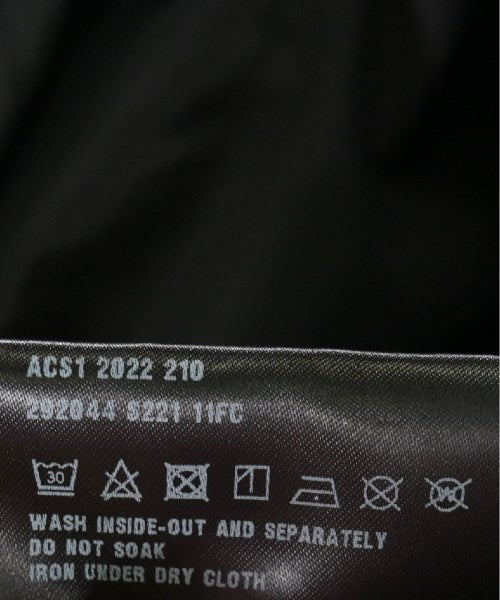 ACS1 2022 210
292044 S221 11FC
30 W
WASH INSIDE-OUT AND SEPARATELY
DO NOT SOAK
IRON UNDER DRY CLOTH